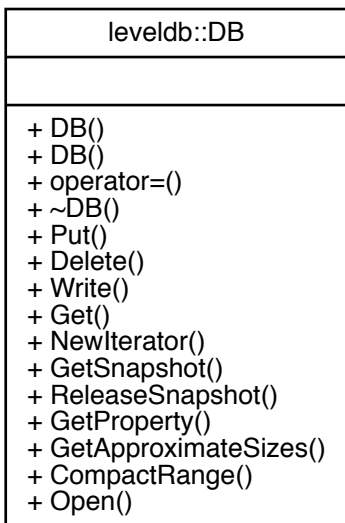 leveldb::DB
+ DB()
+ DB()
+ operator=()
+ ~DB()
+ Put()
+ Delete()
+ Write()
+ Get()
+ NewIterator()
+ GetSnapshot()
+ ReleaseSnapshot()
+ GetProperty()
+ GetApproximateSizes()
+ CompactRange()
+ Open()